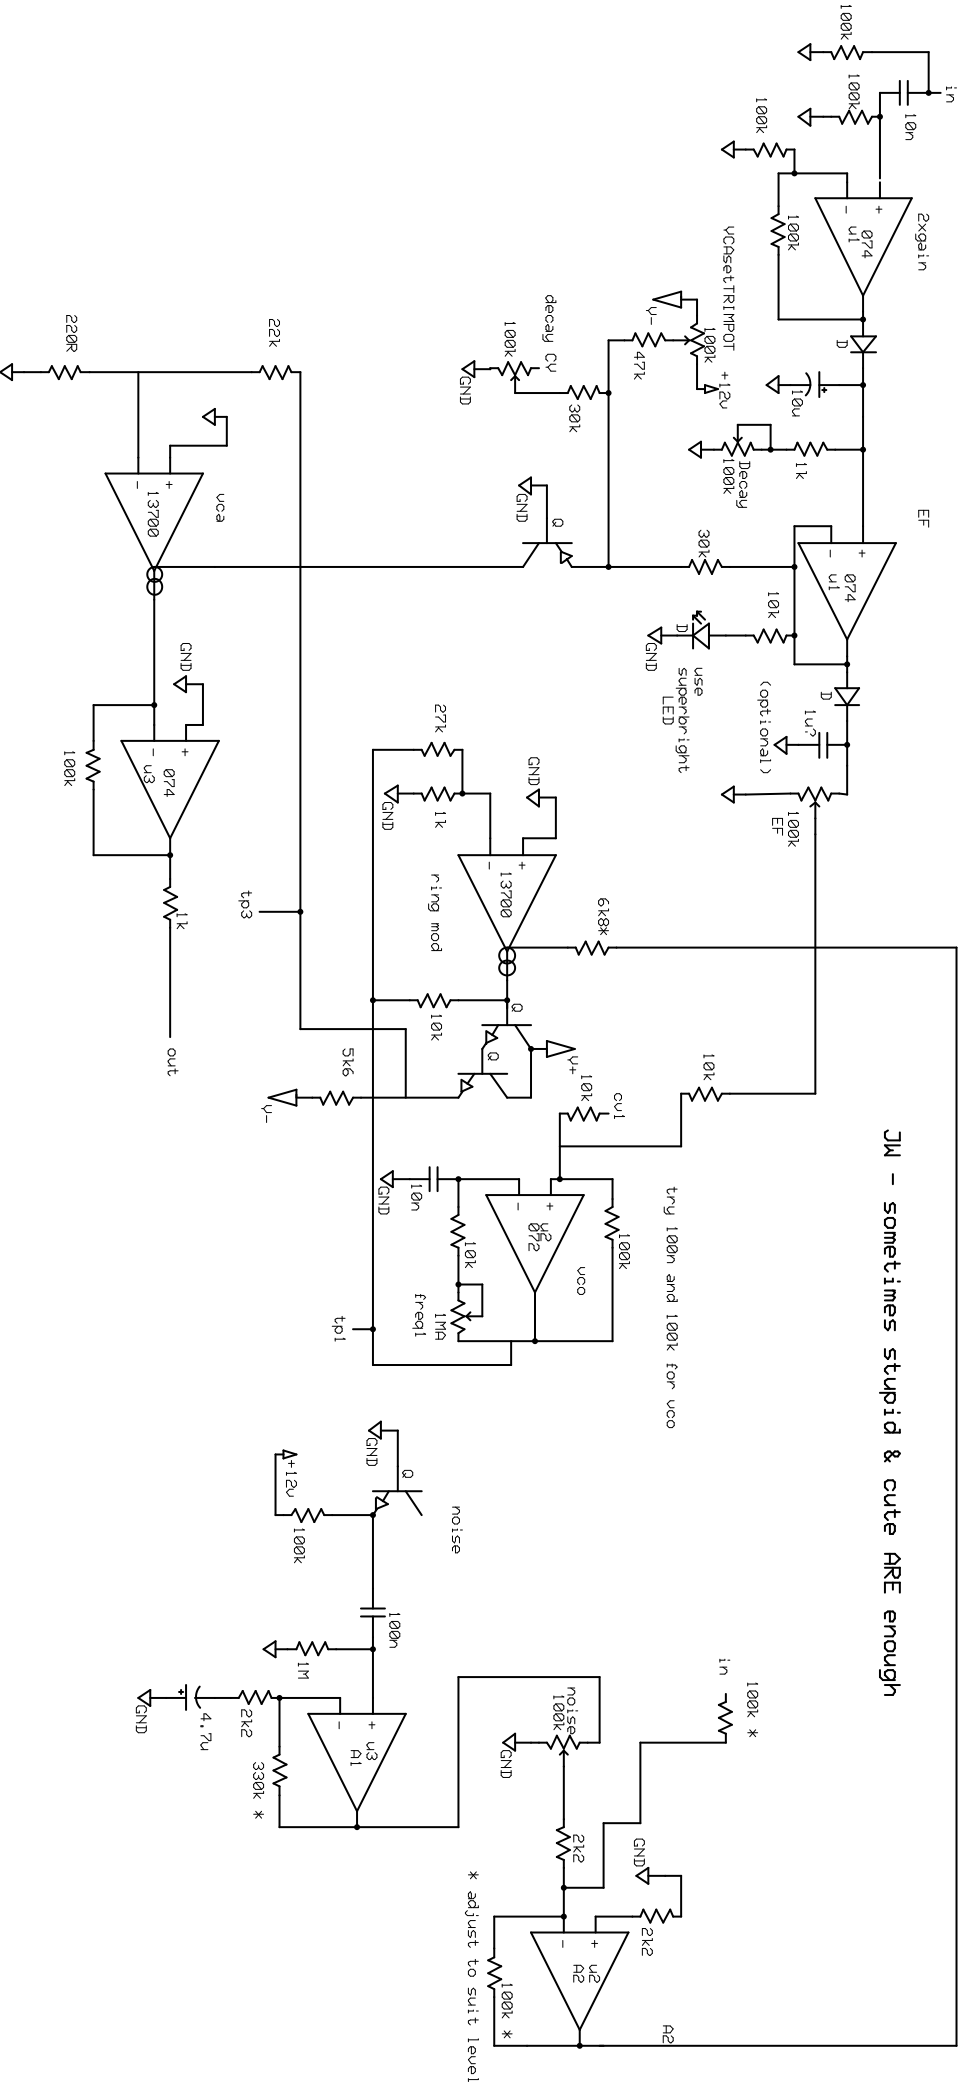 JW - sometimes stupid & cute ARE enough
in
100k
10n
100k
2xgain
+
-
074
u1
100k
100k
D
10u
+
1k
Decay
100k
VCAsetTRIMPOT
100k
+12v
V-
47k
decay CV
100k
GND
30k
EF
+
-
074
u1
30k
10k
D
GND
use
superbright
LED
D
1u?
(optional)
100k
EF
Q
GND
22k
220R
vca
+
-
13700
GND
+
-
074
u3
100k
1k
out
tp3
27k
1k
GND
GND
+
-
13700
ring mod
6k8*
10k
Q
Q
V+
5k6
V-
10k
cv1
10k
try 100n and 100k for vco
+
-
u2
072
vco
100k
10n
GND
10k
1MA
freq1
tp1
noise
Q
GND
+12v
100k
100n
1M
+
-
u3
A1
330k *
2k2
4.7u
+
GND
noise
100k
GND
in
100k *
2k2
GND
2k2
+
-
u2
A2
100k *
A2
* adjust to suit level